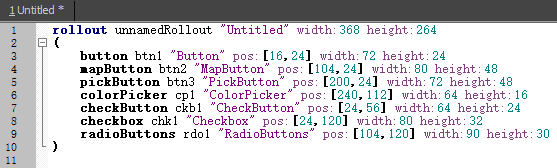 1 Untitled *
1 rollout unnamedRollout "Untitled" width:368 height:264
2 (
3 button btn1 "Button" pos:[16,24] width:72 height:24
4 mapButton btn2 "MapButton" pos:[104,24] width:80 height:48
5 pickButton btn3 "PickButton" pos:[200,24] width:72 height:48
6 colorPicker cp1 "ColorPicker" pos:[240,112] width:64 height:16
7 checkButton ckb1 "CheckButton" pos:[24,56] width:64 height:24
8 checkbox chk1 "Checkbox" pos:[24,120] width:80 height:32
9 radioButtons rdo1 "RadioButtons" pos:[104,120] width:90 height:30
10 )
11